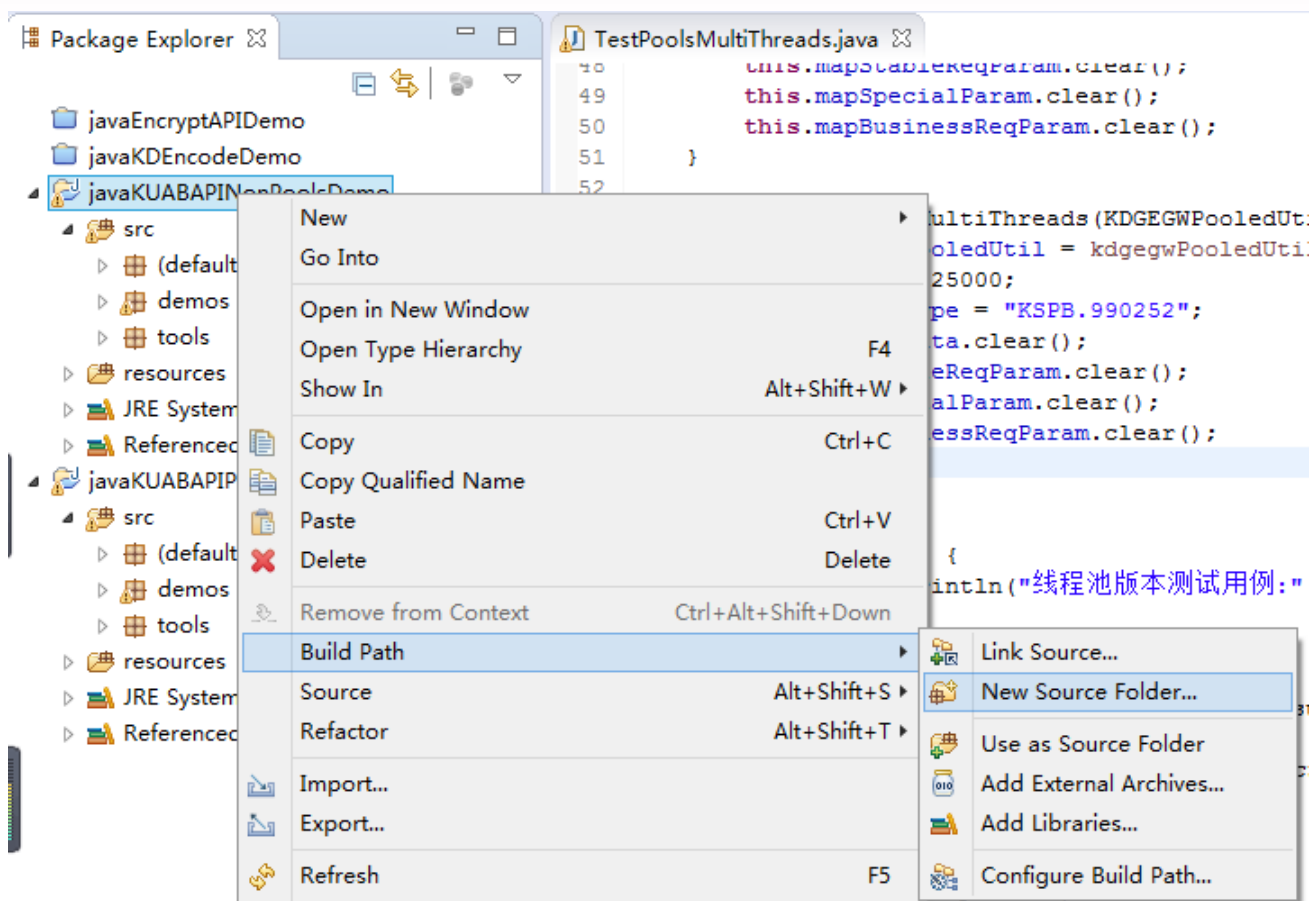 Package Explorer
javaEncryptAPIDemo
javaKDEncodeDemo
javaKUABAPINonPoolsDemo
src
(default
demos
tools
resources
JRE System
Referenced
javaKUABAPIP
src
(default
demos
tools
resources
JRE System
Referenced
New
Go Into
Open in New Window
Open Type Hierarchy F4
Show In Alt+Shift+W
Copy Ctrl+C
Copy Qualified Name
Paste Ctrl+V
Delete Delete
Remove from Context Ctrl+Alt+Shift+Down
Build Path
Source Alt+Shift+S
Refactor Alt+Shift+T
Import...
Export...
Refresh F5
Link Source...
New Source Folder...
Use as Source Folder
Add External Archives...
Add Libraries...
Configure Build Path...
TestPoolsMultiThreads.java
48 this.mapStableReqParam.clear();
49 this.mapSpecialParam.clear();
50 this.mapBusinessReqParam.clear();
51 }
52
ultiThreads(KDGEGWPooledUti
oledUtil = kdgegwPooledUtil
25000;
pe = "KSPB.990252";
ta.clear();
eReqParam.clear();
alParam.clear();
essReqParam.clear();
{
intln("线程池版本测试用例:"